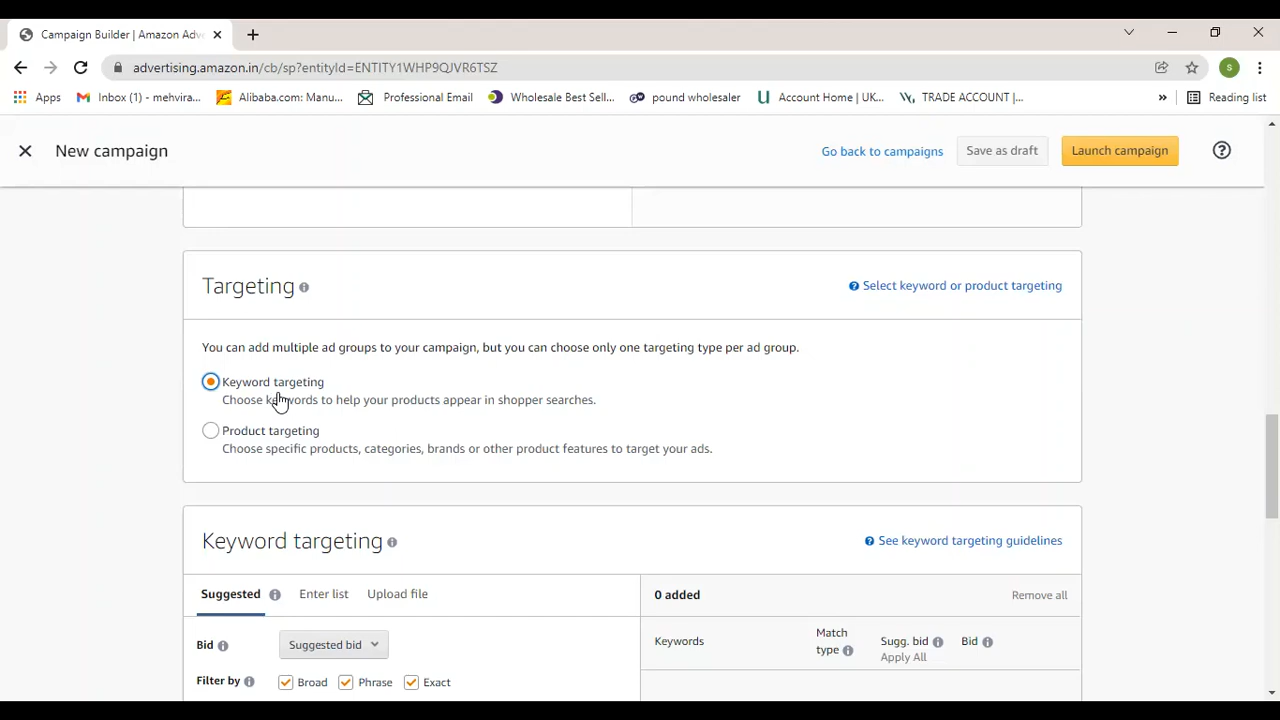 Campaign Builder | Amazon Adv
advertising.amazon.in/cb/sp?entityId=ENTITY1WHP9QJVR6TSZ
S
Apps
Inbox (1) - mehvira...
Alibaba.com: Manu...
Professional Email
Wholesale Best Sell...
pound wholesaler
Account Home | UK...
TRADE ACCOUNT |...
»
Reading list
New campaign
Go back to campaigns
Save as draft
Launch campaign
Targeting
Select keyword or product targeting
You can add multiple ad groups to your campaign, but you can choose only one targeting type per ad group.
Keyword targeting
Choose keywords to help your products appear in shopper searches.
Product targeting
Choose specific products, categories, brands or other product features to target your ads.
Keyword targeting
See keyword targeting guidelines
Suggested
Enter list
Upload file
0 added
Remove all
Bid
Suggested bid
Keywords
Match type
Sugg. bid
Apply All
Bid
Filter by
Broad
Phrase
Exact